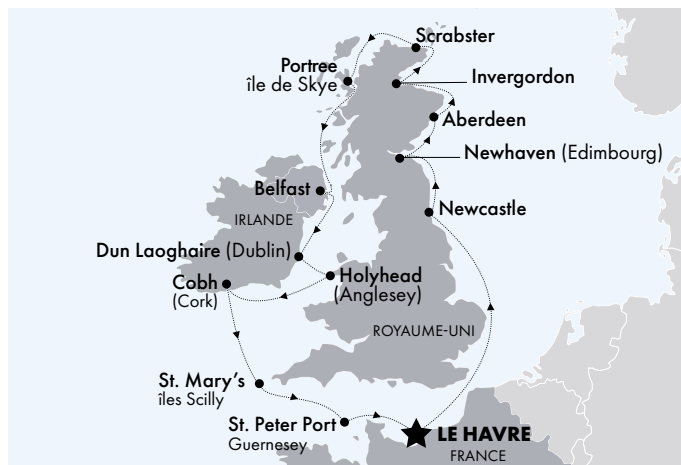 Scrabster
Portree
île de Skye
Invergordon
Aberdeen
Newhaven (Edimbourg)
Belfast
Newcastle
IRLANDE
Dun Laoghaire (Dublin)
Holyhead
(Anglesey)
Cobh
(Cork)
ROYAUME-UNI
St. Mary's
îles Scilly
St. Peter Port
Guernesey
LE HAVRE
FRANCE